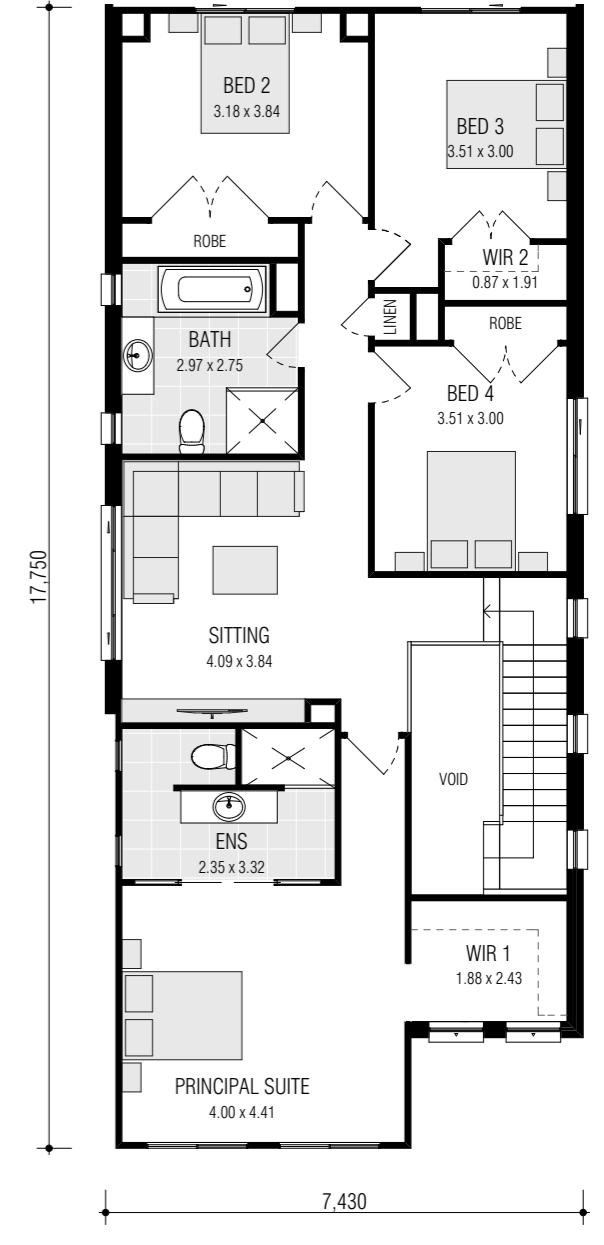 BED 2
3.18 x 3.84
BED 3
3.51 x 3.00
ROBE
WIR 2
0.87 x 1.91
LINEN
ROBE
BATH
2.97 x 2.75
BED 4
3.51 x 3.00
17,750
SITTING
4.09 x 3.84
VOID
ENS
2.35 x 3.32
WIR 1
1.88 x 2.43
PRINCIPAL SUITE
4.00 x 4.41
7,430